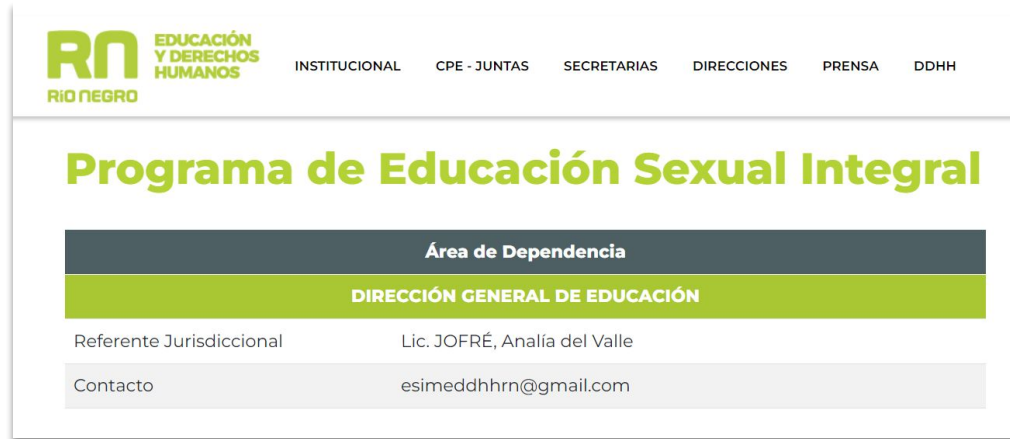 RN EDUCACIÓN
Y DERECHOS
HUMANOS
RÍO NEGRO
INSTITUCIONAL CPE - JUNTAS SECRETARIAS DIRECCIONES PRENSA DDHH
Programa de Educación Sexual Integral
Área de Dependencia
DIRECCIÓN GENERAL DE EDUCACIÓN
Referente Jurisdiccional Lic. JOFRÉ, Analía del Valle
Contacto esimeddhhrn@gmail.com